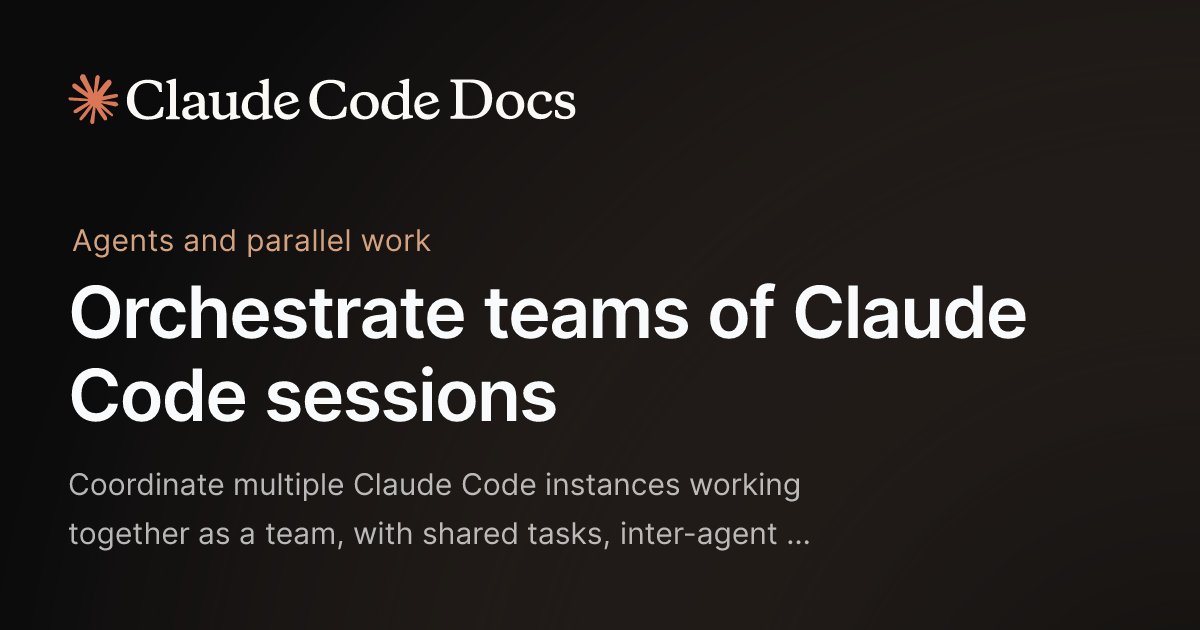 Claude Code Docs
Agents and parallel work
Orchestrate teams of Claude
Code sessions
Coordinate multiple Claude Code instances working
together as a team, with shared tasks, inter-agent ...